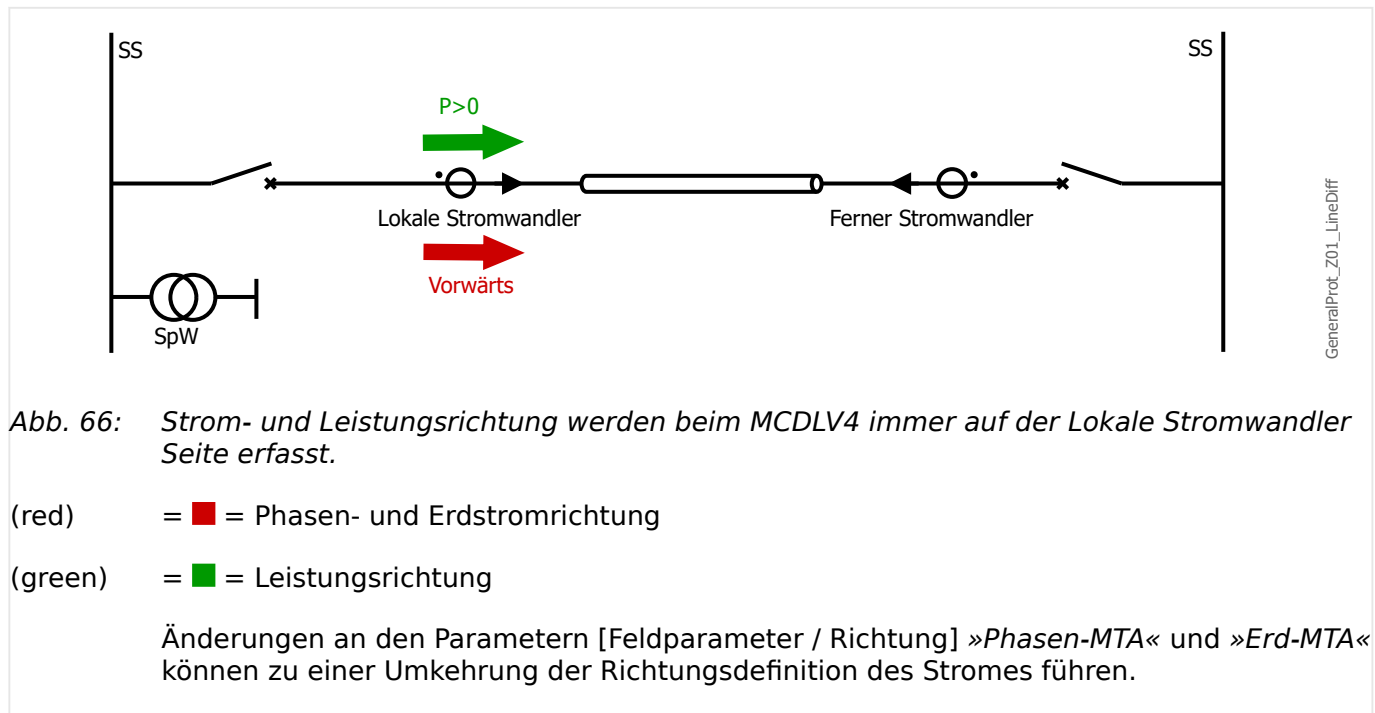 SS
SS
P>0
Lokale Stromwandler
Ferner Stromwandler
Vorwärts
SpW
GeneralProt_Z01_LineDiff
Abb. 66: Strom- und Leistungsrichtung werden beim MCDLV4 immer auf der Lokale Stromwandler
Seite erfasst.
(red) = ■ = Phasen- und Erdstromrichtung
(green) = ■ = Leistungsrichtung
Änderungen an den Parametern [Feldparameter / Richtung] »Phasen-MTA« und »Erd-MTA«
können zu einer Umkehrung der Richtungsdefinition des Stromes führen.